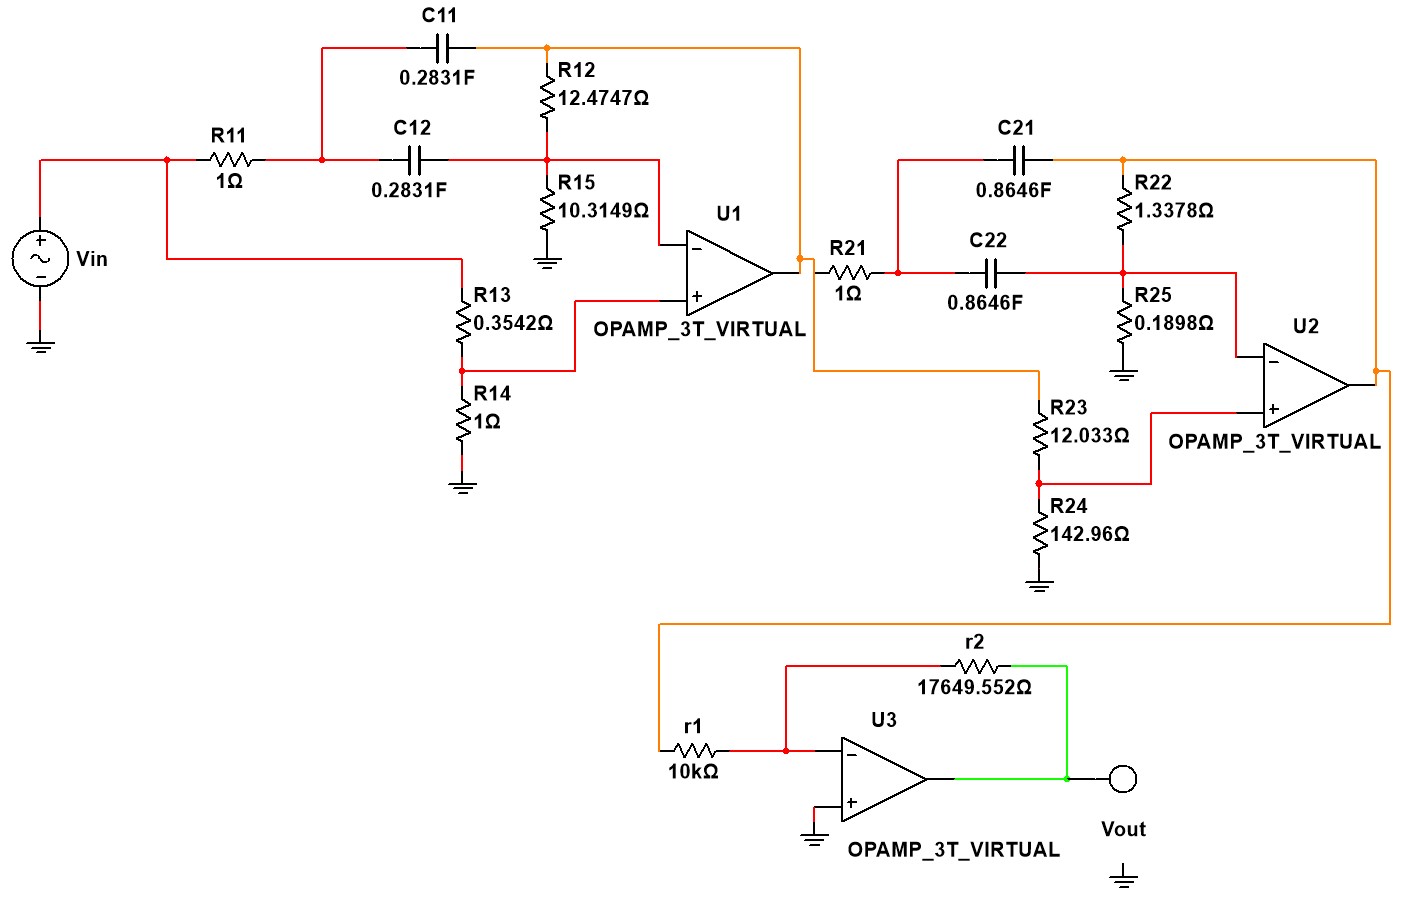 C11
0.2831F
R12
12.4747Ω
R11
1Ω
C12
0.2831F
R15
10.3149Ω
Vin
+
~
−
R13
0.3542Ω
R14
1Ω
U1
−
+
OPAMP_3T_VIRTUAL
C21
0.8646F
R22
1.3378Ω
R21
1Ω
C22
0.8646F
R25
0.1898Ω
U2
−
+
OPAMP_3T_VIRTUAL
R23
12.033Ω
R24
142.96Ω
r2
17649.552Ω
r1
10kΩ
U3
−
+
OPAMP_3T_VIRTUAL
Vout